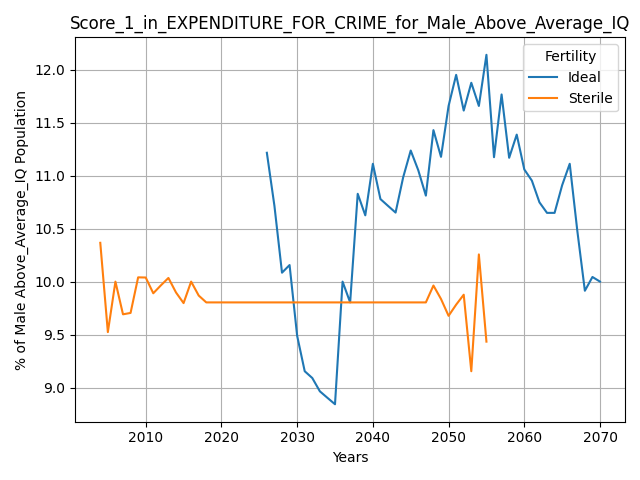 Score_1_in_EXPENDITURE_FOR_CRIME_for_Male_Above_Average_IQ
% of Male Above_Average_IQ Population
12.0
11.5
11.0
10.5
10.0
9.5
9.0
Fertility
Ideal
Sterile
2010 2020 2030 2040 2050 2060 2070
Years